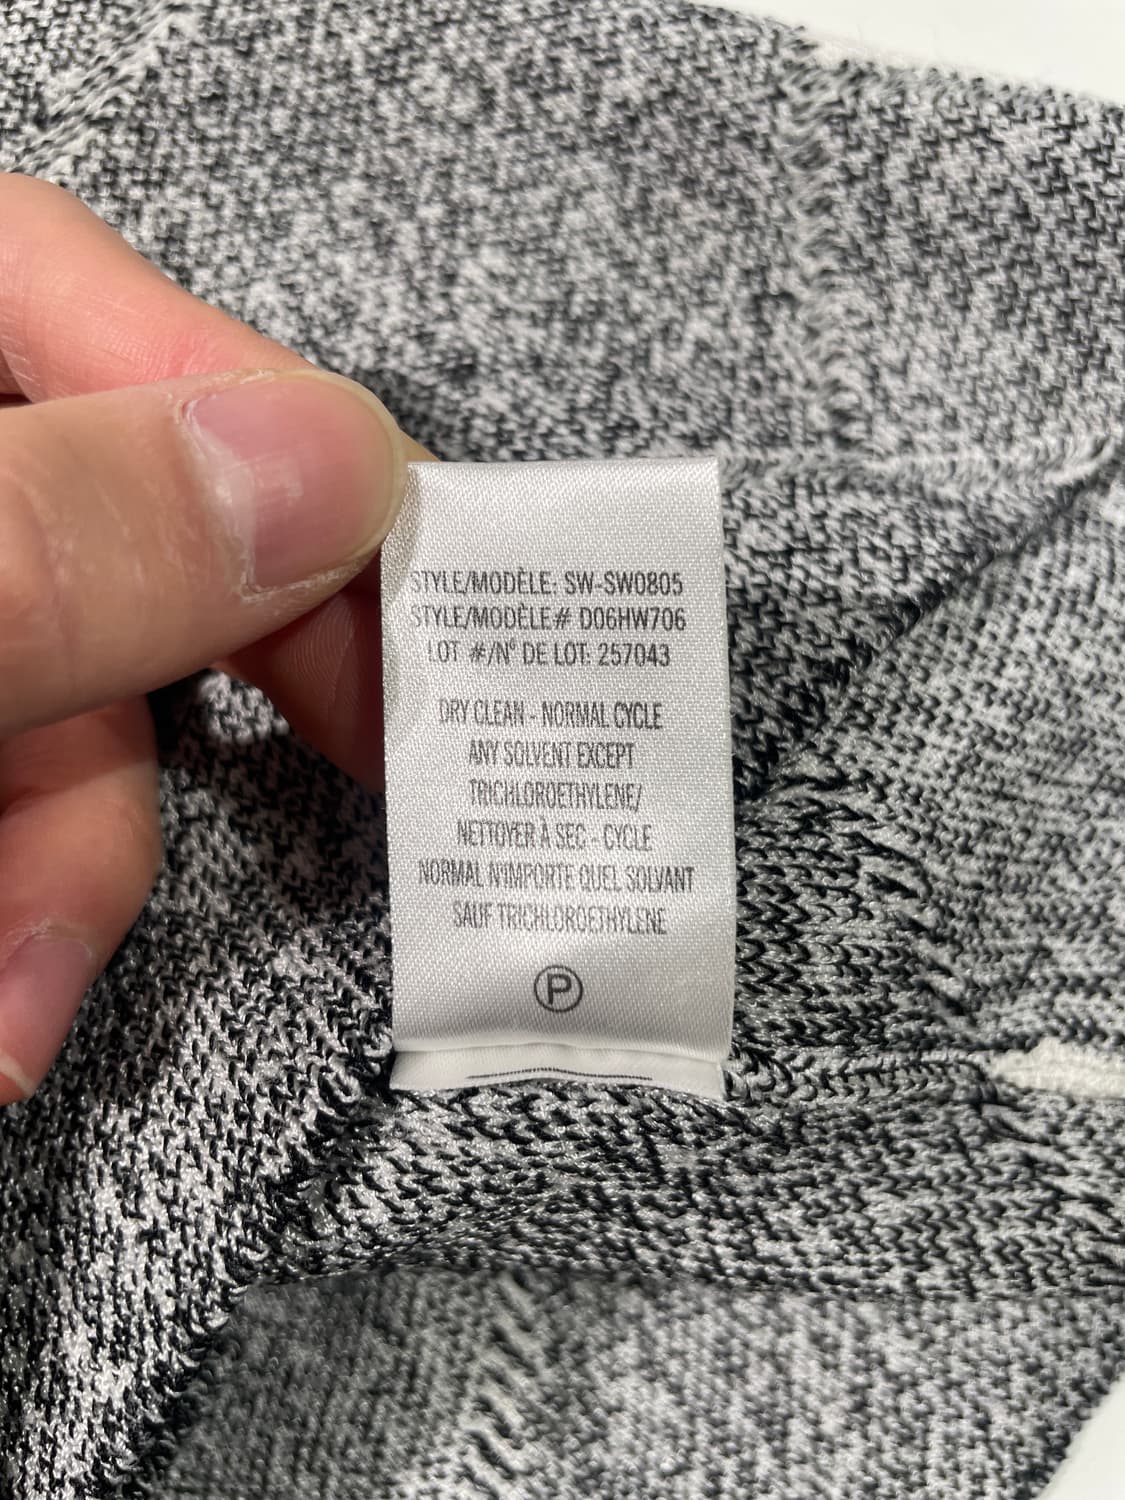 STYLE/MODÈLE: SW-SW0805
STYLE/MODÈLE# D06HW706
LOT #/N° DE LOT: 257043
DRY CLEAN - NORMAL CYCLE
ANY SOLVENT EXCEPT
TRICHLOROETHYLENE/
NETTOYER À SEC - CYCLE
NORMAL N'IMPORTE QUEL SOLVANT
SAUF TRICHLOROETHYLENE
P